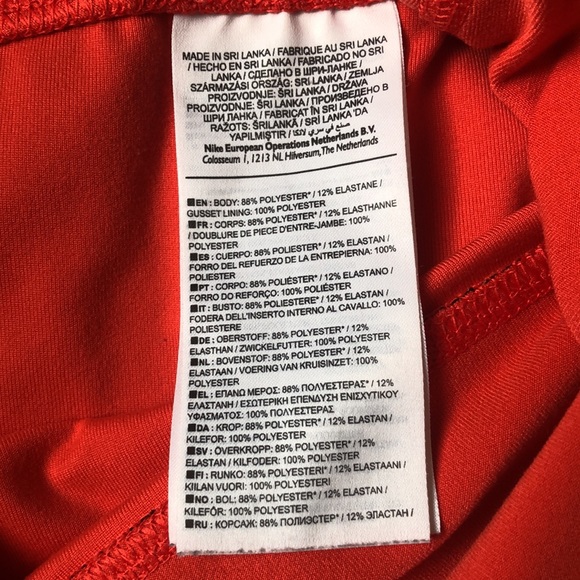 MADE IN SRI LANKA / FABRIQUE AU SRI LANKA
/ HECHO EN SRI LANKA / FABRICADO NO SRI
LANKA / СДЕЛАНО В ШРИ-ЛАНКЕ /
SZÁRMAZÁSI ORSZÁG: SRI LANKA / ZEMLJA
PROIZVODNJE: ŠRI LANKA / DRŽAVA
PROIZVODNJE: ŠRI LANKA / ПРОИЗВЕДЕНО В
ШРИ ЛАНКА / FABRICAT ÎN SRI LANKA /
RAŽOTS: ŠRILANKĀ / SRI LANKA 'DA
YAPILMIŞTIR / صنع في سري لانكا
Nike European Operations Netherlands B.V.
Colosseum 1, 1213 NL Hilversum, The Netherlands
EN : BODY: 88% POLYESTER* / 12% ELASTANE /
GUSSET LINING: 100% POLYESTER
FR : CORPS: 88% POLYESTER* / 12% ELASTHANNE
/ DOUBLURE DE PIECE D'ENTRE-JAMBE: 100%
POLYESTER
ES : CUERPO: 88% POLIESTER* / 12% ELASTAN /
FORRO DEL REFUERZO DE LA ENTREPIERNA: 100%
POLIESTER
PT : CORPO: 88% POLIÉSTER* / 12% ELASTANO /
FORRO DO REFORÇO: 100% POLIÉSTER
IT : BUSTO: 88% POLIESTERE* / 12% ELASTAN /
FODERA DELL'INSERTO INTERNO AL CAVALLO: 100%
POLIESTERE
DE : OBERSTOFF: 88% POLYESTER* / 12%
ELASTHAN / ZWICKELFUTTER: 100% POLYESTER
NL : BOVENSTOF: 88% POLYESTER* / 12%
ELASTAAN / VOERING VAN KRUISINZET: 100%
POLYESTER
EL : ΕΠΑΝΩ ΜΕΡΟΣ: 88% ΠΟΛΥΕΣΤΕΡΑΣ* / 12%
ΕΛΑΣΤΑΝΗ / ΕΣΩΤΕΡΙΚΗ ΕΠΕΝΔΥΣΗ ΕΝΙΣΧΥΤΙΚΟΥ
ΥΦΑΣΜΑΤΟΣ: 100% ΠΟΛΥΕΣΤΕΡΑΣ
DA : KROP: 88% POLYESTER* / 12% ELASTAN /
KILEFOR: 100% POLYESTER
SV : ÖVERKROPP: 88% POLYESTER* / 12%
ELASTAN / KILFODER: 100% POLYESTER
FI : RUNKO: 88% POLYESTERI* / 12% ELASTAANI /
KIILAN VUORI: 100% POLYESTERI
NO : BOL: 88% POLYESTER* / 12% ELASTAN /
KILEFÔR: 100% POLYESTER
RU : КОРСАЖ: 88% ПОЛИЭСТЕР* / 12% ЭЛАСТАН /